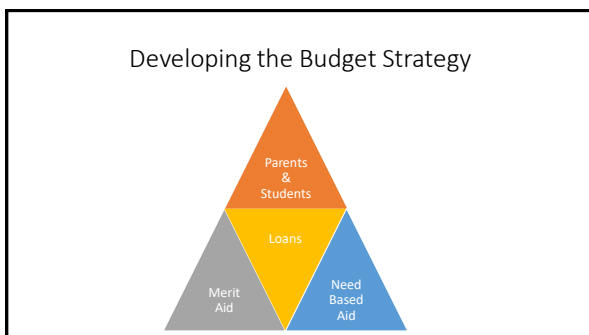 Developing the Budget Strategy
Parents
&
Students
Loans
Merit
Aid
Need
Based
Aid